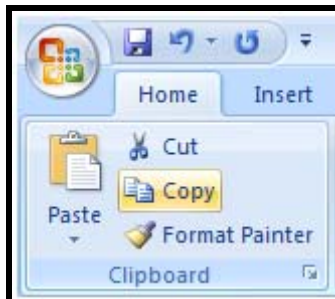 Home Insert
Cut
Copy
Paste
Format Painter
Clipboard